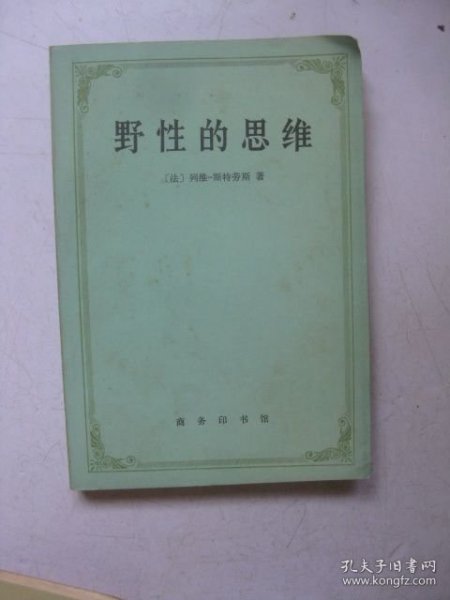 野性的思维
〔法〕列维-斯特劳斯 著
商务印书馆
孔夫子旧书网
www.kongfz.com